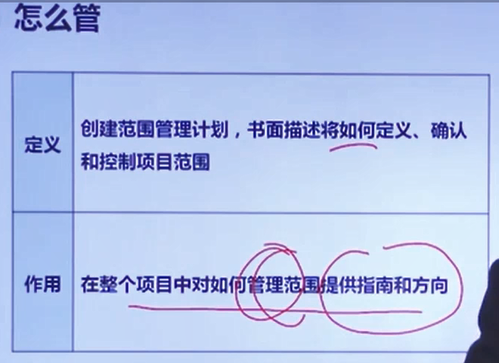 怎么管
定义
创建范围管理计划，书面描述将如何定义、确认
和控制项目范围
作用
在整个项目中对如何管理范围提供指南和方向